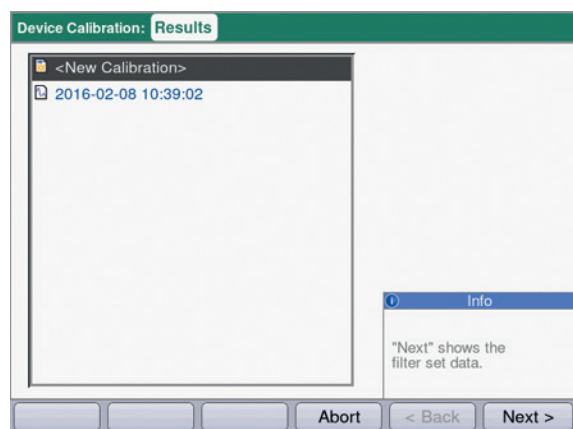 Device Calibration: Results
<New Calibration>
2016-02-08 10:39:02
Info
"Next" shows the
filter set data.
Abort
< Back
Next >